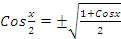 Cos x/2 = ±√((1+Cosx)/2)